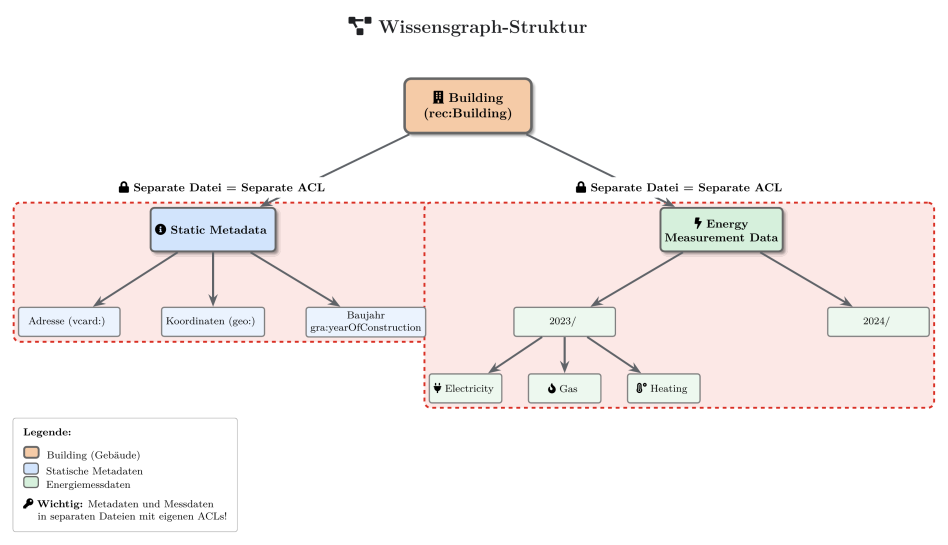 Wissensgraph-Struktur
Building
(rec:Building)
Separate Datei = Separate ACL
Separate Datei = Separate ACL
Static Metadata
Energy
Measurement Data
Adresse (vcard:)
Koordinaten (geo:)
Baujahr
gra:yearOfConstruction
2023/
2024/
Electricity
Gas
Heating
Legende:
Building (Gebäude)
Statische Metadaten
Energiemessdaten
Wichtig: Metadaten und Messdaten
in separaten Dateien mit eigenen ACLs!